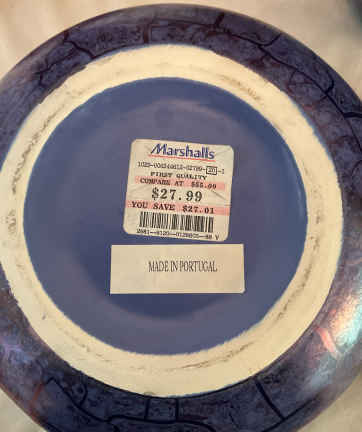 Marshalls
FIRST QUALITY
COMPARE AT $55.00
$27.99
YOU SAVE $27.01
MADE IN PORTUGAL